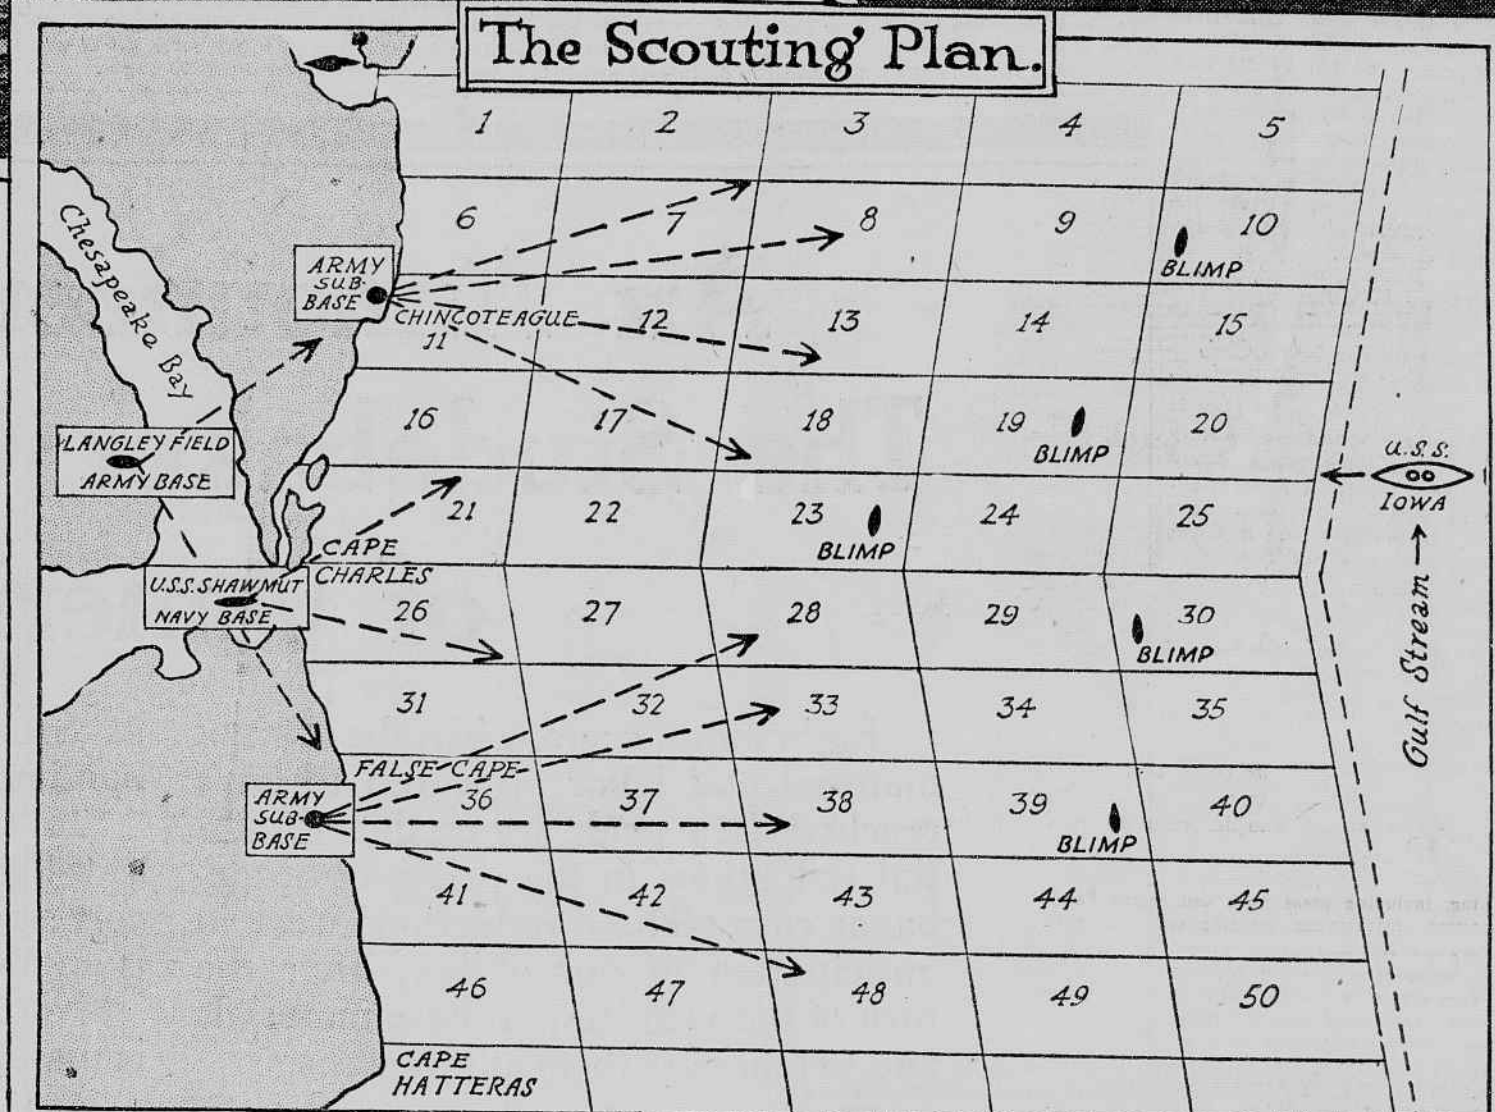 The Scouting Plan.
1 2 3 4 5
6 7 8 9 10
BLIMP
Chesapeake Bay
ARMY
SUB-
BASE
CHINCOTEAGUE
11 12 13 14 15
16 17 18 19 20
BLIMP
LANGLEY FIELD
ARMY BASE
U.S.S.
IOWA
21 22 23 24 25
BLIMP
CAPE
CHARLES
U.S.S. SHAWMUT
NAVY BASE
26 27 28 29 30
BLIMP
Gulf Stream
31 32 33 34 35
FALSE CAPE
ARMY
SUB-
BASE
36 37 38 39 40
BLIMP
41 42 43 44 45
46 47 48 49 50
CAPE
HATTERAS